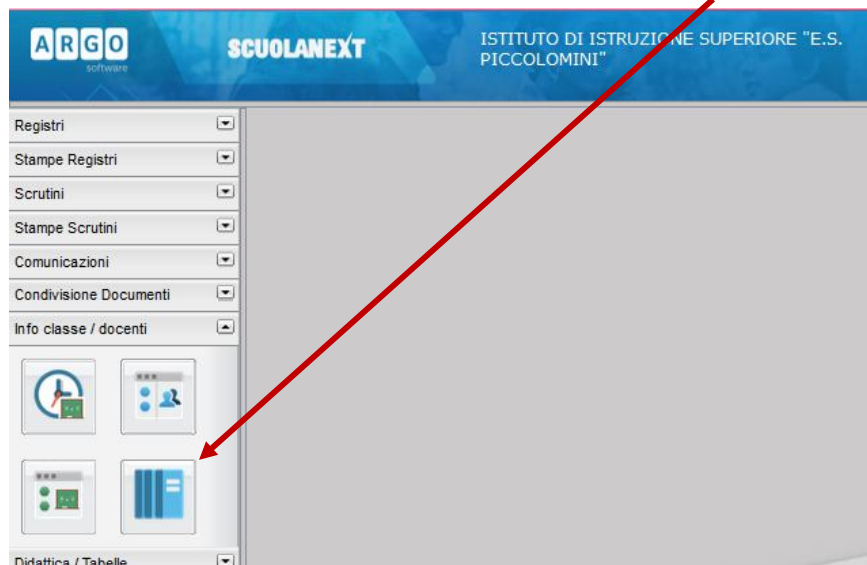 ARGO
software
SCUOLANEXT
ISTITUTO DI ISTRUZIONE SUPERIORE "E.S.
PICCOLOMINI"
Registri
Stampe Registri
Scrutini
Stampe Scrutini
Comunicazioni
Condivisione Documenti
Info classe / docenti
Didattica / Tabelle